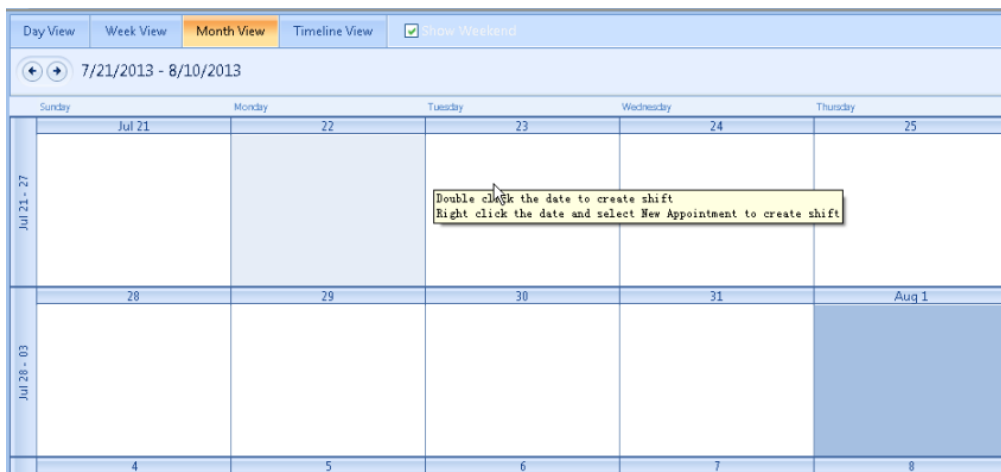 Day View Week View Month View Timeline View Show Weekend
7/21/2013 - 8/10/2013
Sunday Monday Tuesday Wednesday Thursday
Jul 21 22 23 24 25
Jul 21 - 27
Double click the date to create shift
Right click the date and select New Appointment to create shift
28 29 30 31 Aug 1
Jul 28 - 03
4 5 6 7 8